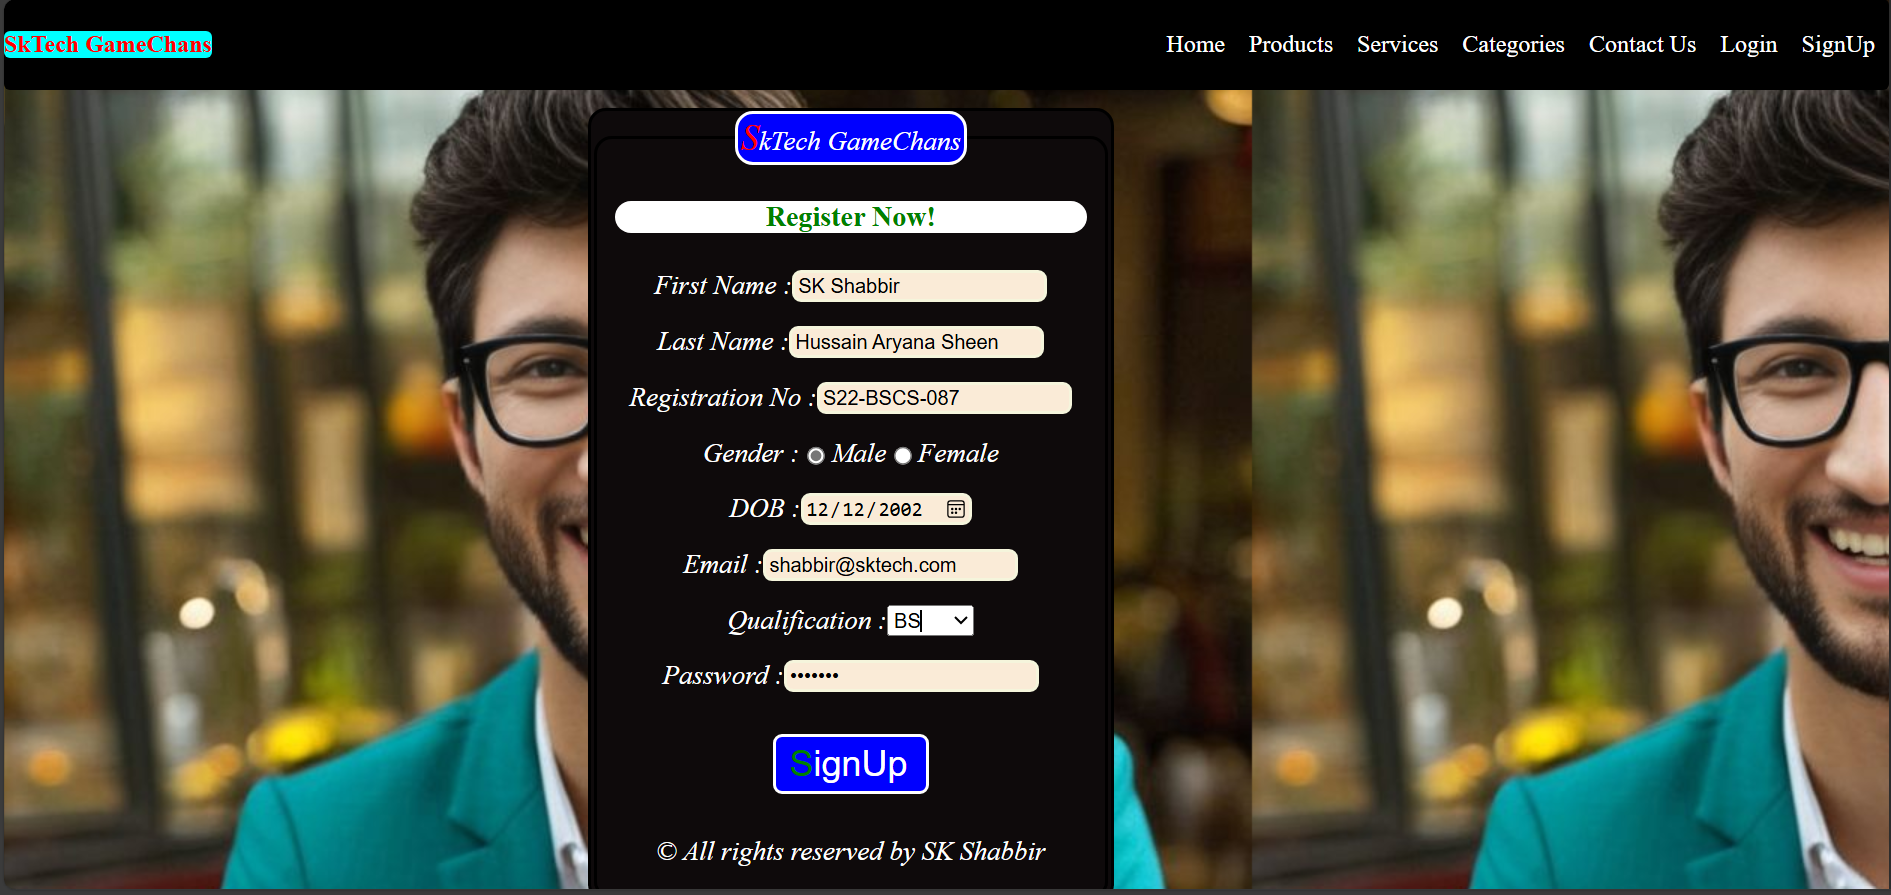 SkTech GameChans
Home Products Services Categories Contact Us Login SignUp
SkTech GameChans
Register Now!
First Name : SK Shabbir
Last Name : Hussain Aryana Sheen
Registration No : S22-BSCS-087
Gender : Male Female
DOB : 12/12/2002
Email : shabbir@sktech.com
Qualification : BS
Password : •••••••
SignUp
© All rights reserved by SK Shabbir